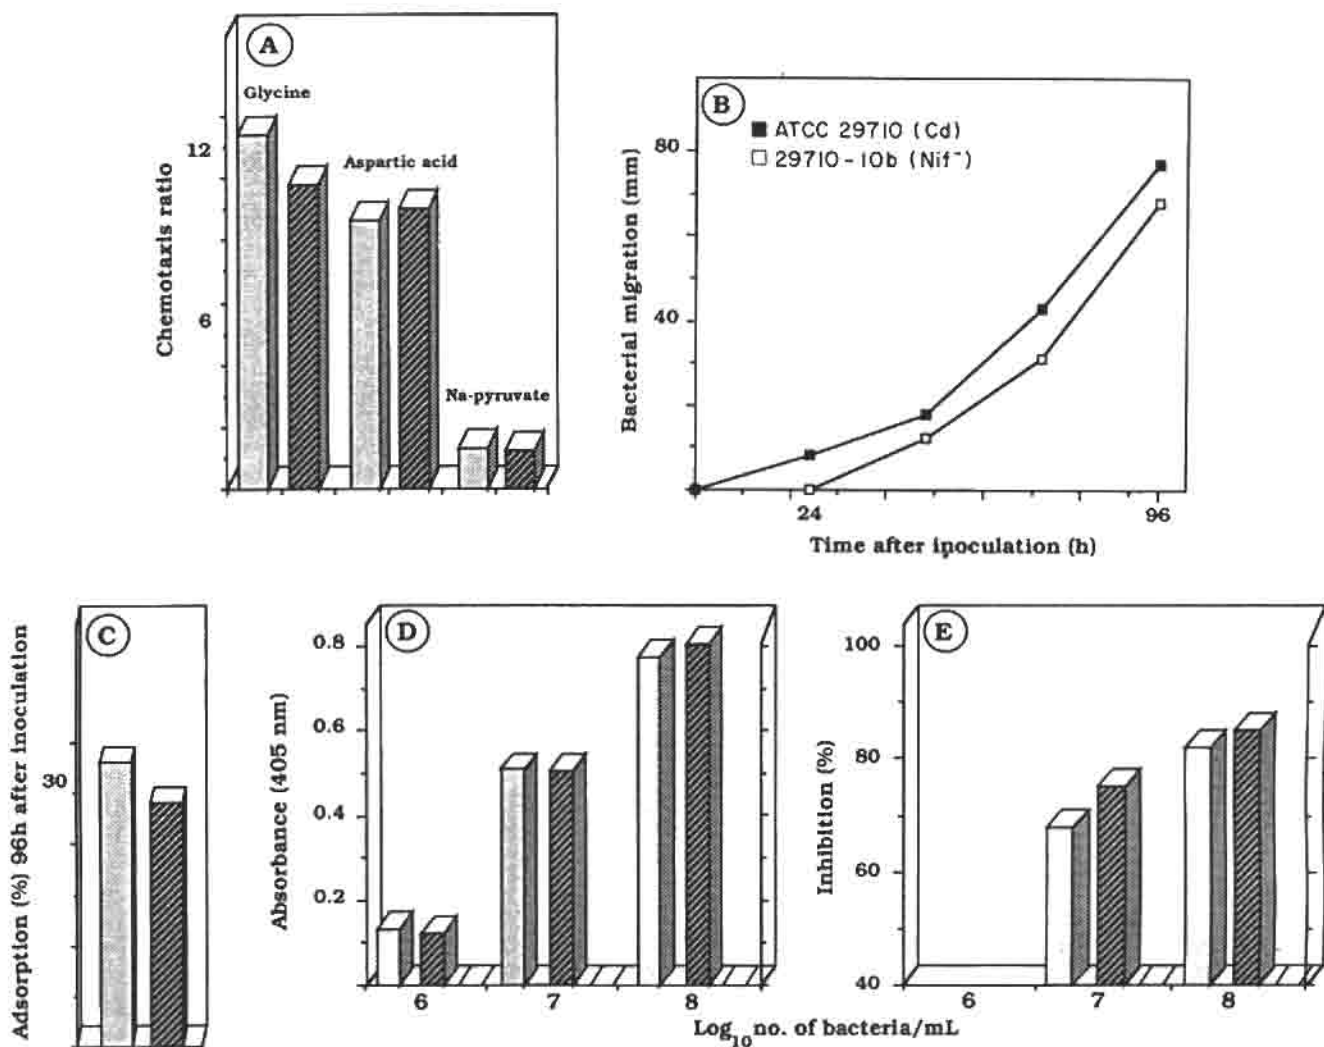 A
Glycine
Aspartic acid
Na-pyruvate
Chemotaxis ratio
12
6
B
ATCC 29710 (Cd)
29710-10b (Nif⁻)
Bacterial migration (mm)
80
40
24
96
Time after inoculation (h)
C
Adsorption (%) 96h after inoculation
30
D
Absorbance (405 nm)
0.8
0.6
0.4
0.2
6
7
8
E
Inhibition (%)
100
80
60
40
6
7
8
Log₁₀ no. of bacteria/mL